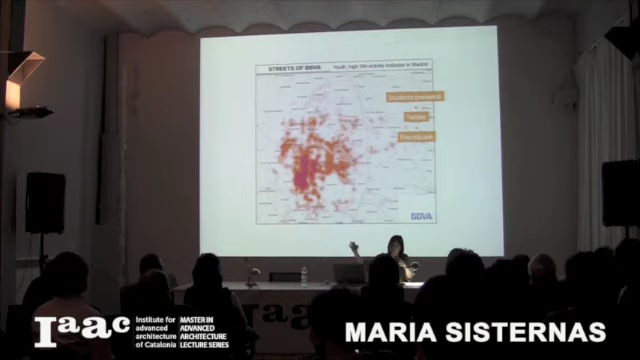 STREETS OF BBVA
Youth, high SM activity indicator in Madrid
Students presence
Twitter
Foursquare
BBVA
Iaac
Iaac
Institute for
advanced
architecture
of Catalonia
MASTER IN
ADVANCED
ARCHITECTURE
LECTURE SERIES
MARIA SISTERNAS